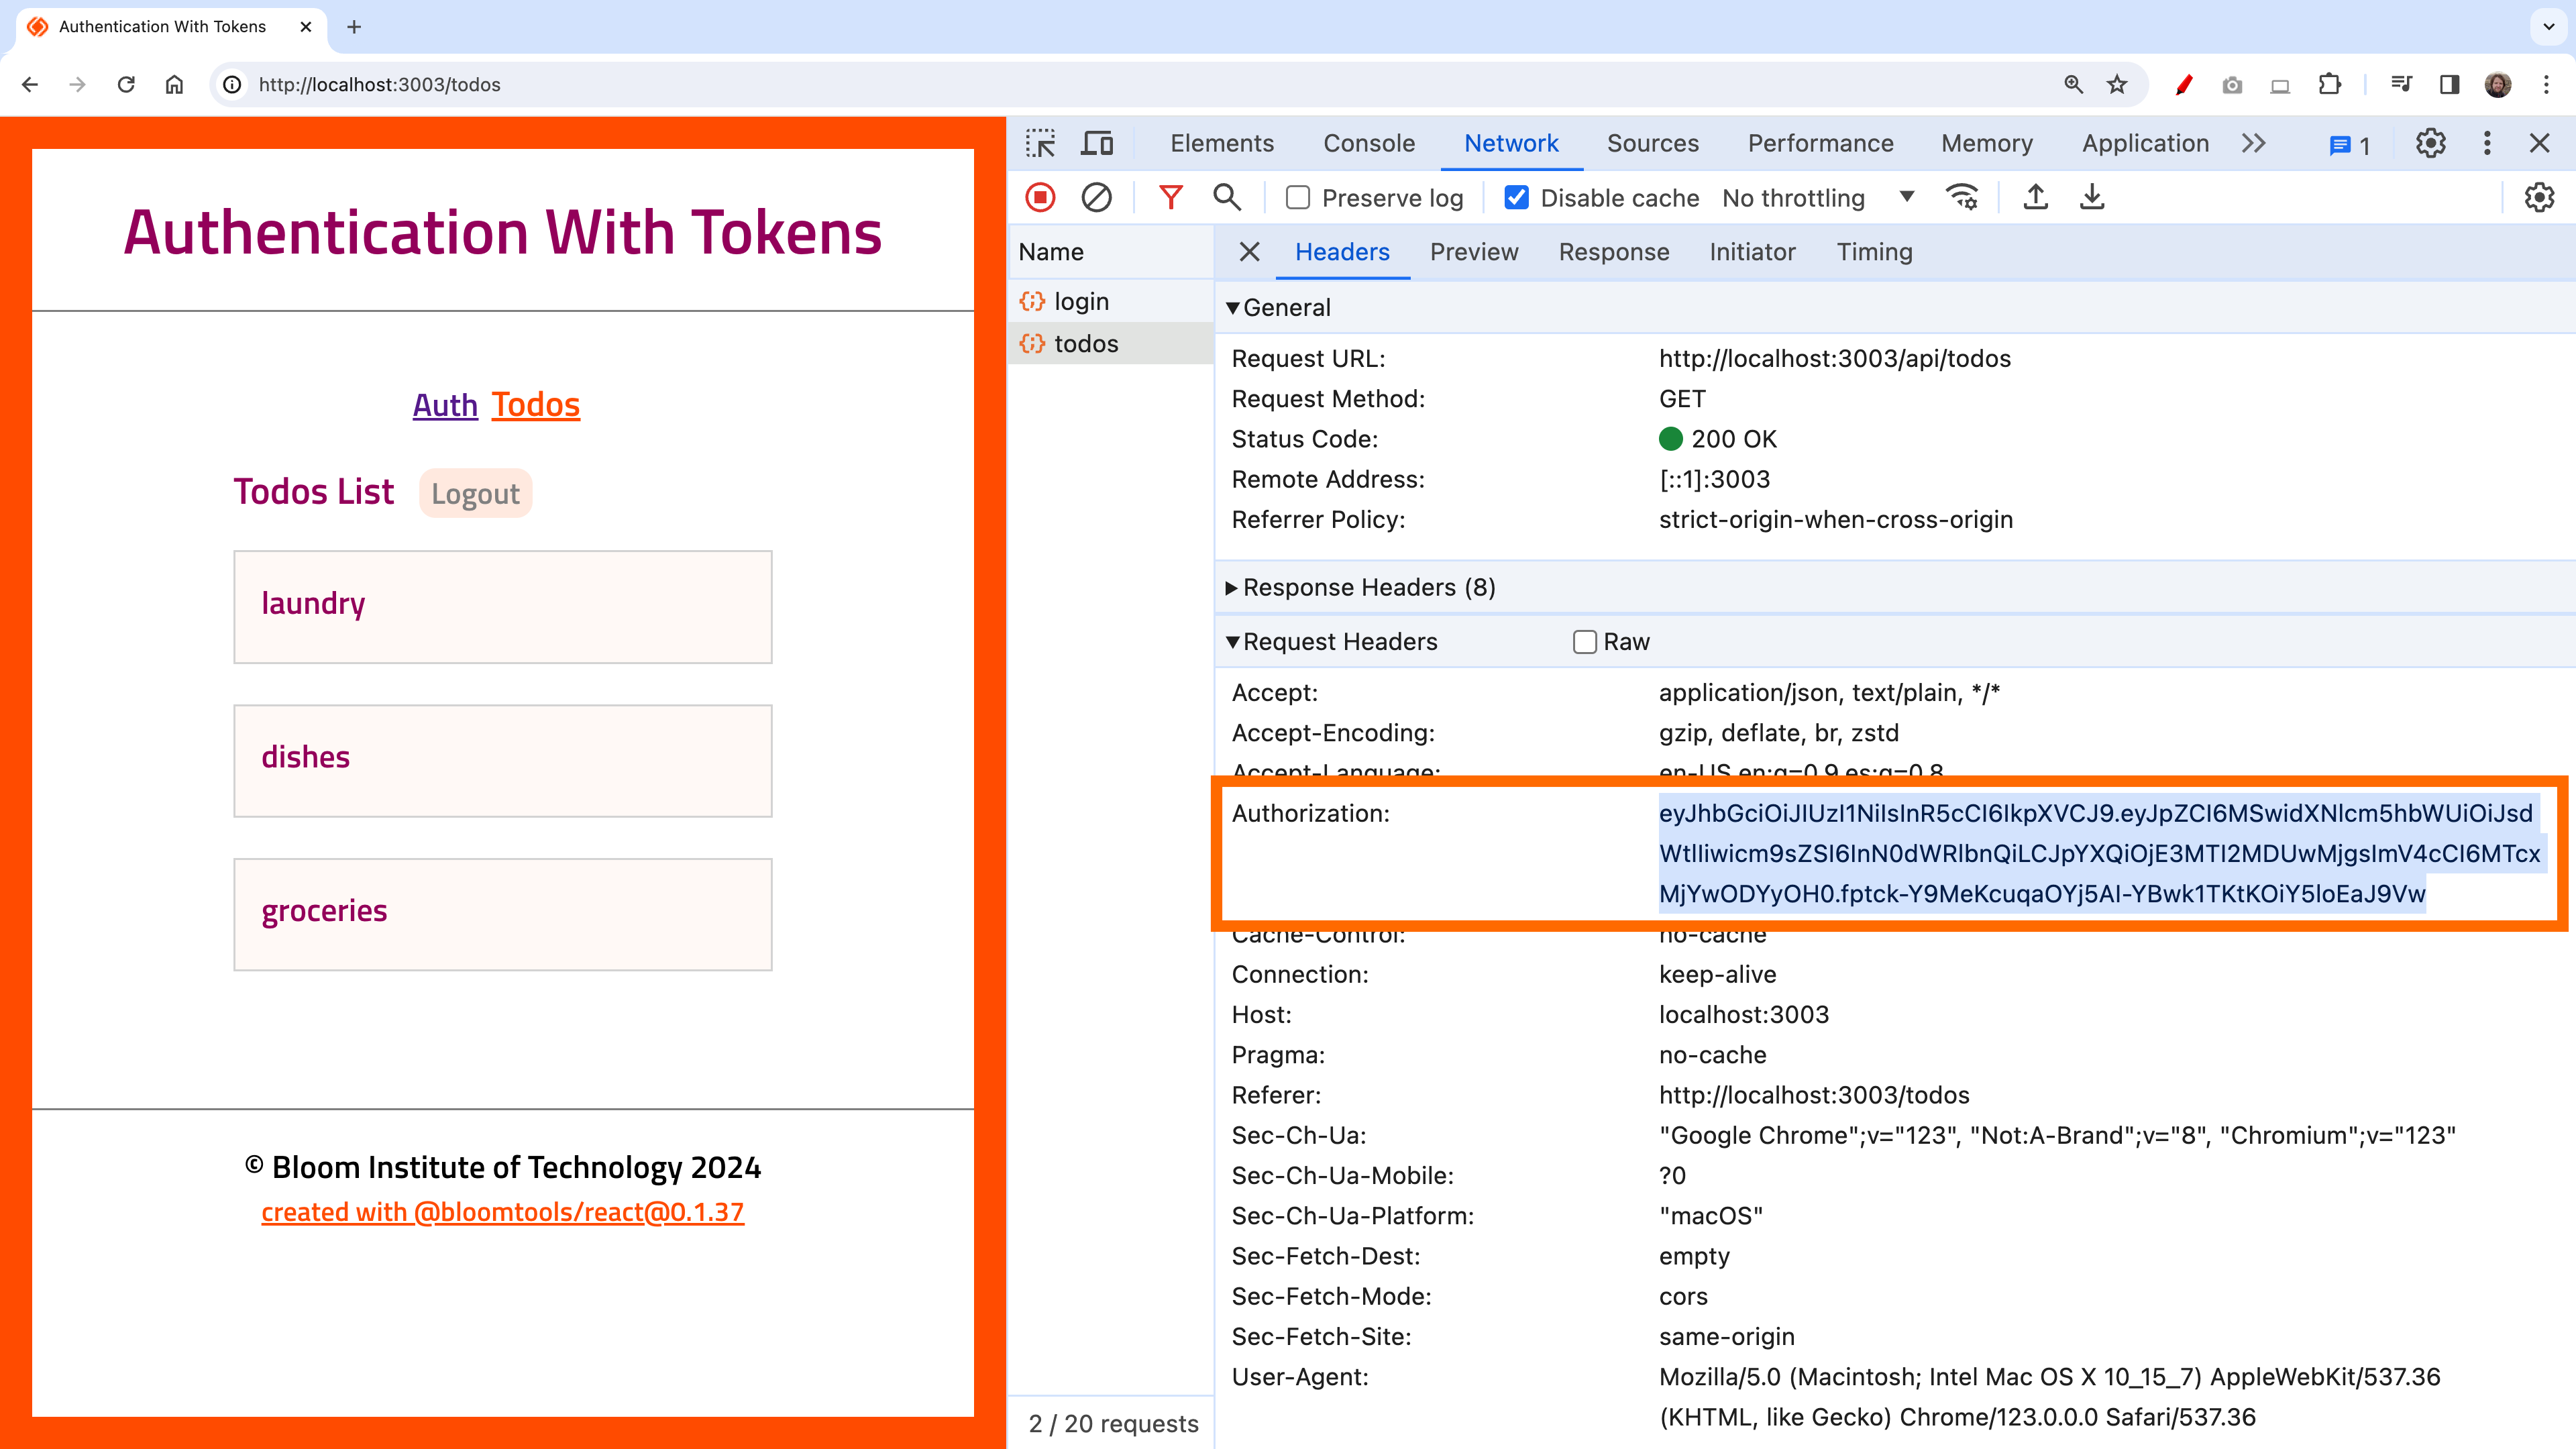 Authentication With Tokens
http://localhost:3003/todos
Authentication With Tokens
Auth Todos
Todos List Logout
laundry
dishes
groceries
© Bloom Institute of Technology 2024
created with @bloomtools/react@0.1.37
Elements Console Network Sources Performance Memory Application 1
Preserve log Disable cache No throttling
Name
login
todos
2 / 20 requests
Headers Preview Response Initiator Timing
General
Request URL: http://localhost:3003/api/todos
Request Method: GET
Status Code: 200 OK
Remote Address: [::1]:3003
Referrer Policy: strict-origin-when-cross-origin
Response Headers (8)
Request Headers Raw
Accept: application/json, text/plain, */*
Accept-Encoding: gzip, deflate, br, zstd
Accept-Language: en-US,en;q=0.9,es;q=0.8
Authorization: eyJhbGciOiJIUzI1NiIsInR5cCI6IkpXVCJ9.eyJpZCI6MSwidXNlcm5hbWUiOiJsd
WtlIiwicm9sZSI6InN0dWRlbnQiLCJpYXQiOjE3MTI2MDUwMjgsImV4cCI6MTcx
MjYwODYyOH0.fptck-Y9MeKcuqaOYj5AI-YBwk1TKtKOiY5loEaJ9Vw
Cache-Control: no-cache
Connection: keep-alive
Host: localhost:3003
Pragma: no-cache
Referer: http://localhost:3003/todos
Sec-Ch-Ua: "Google Chrome";v="123", "Not:A-Brand";v="8", "Chromium";v="123"
Sec-Ch-Ua-Mobile: ?0
Sec-Ch-Ua-Platform: "macOS"
Sec-Fetch-Dest: empty
Sec-Fetch-Mode: cors
Sec-Fetch-Site: same-origin
User-Agent: Mozilla/5.0 (Macintosh; Intel Mac OS X 10_15_7) AppleWebKit/537.36
(KHTML, like Gecko) Chrome/123.0.0.0 Safari/537.36